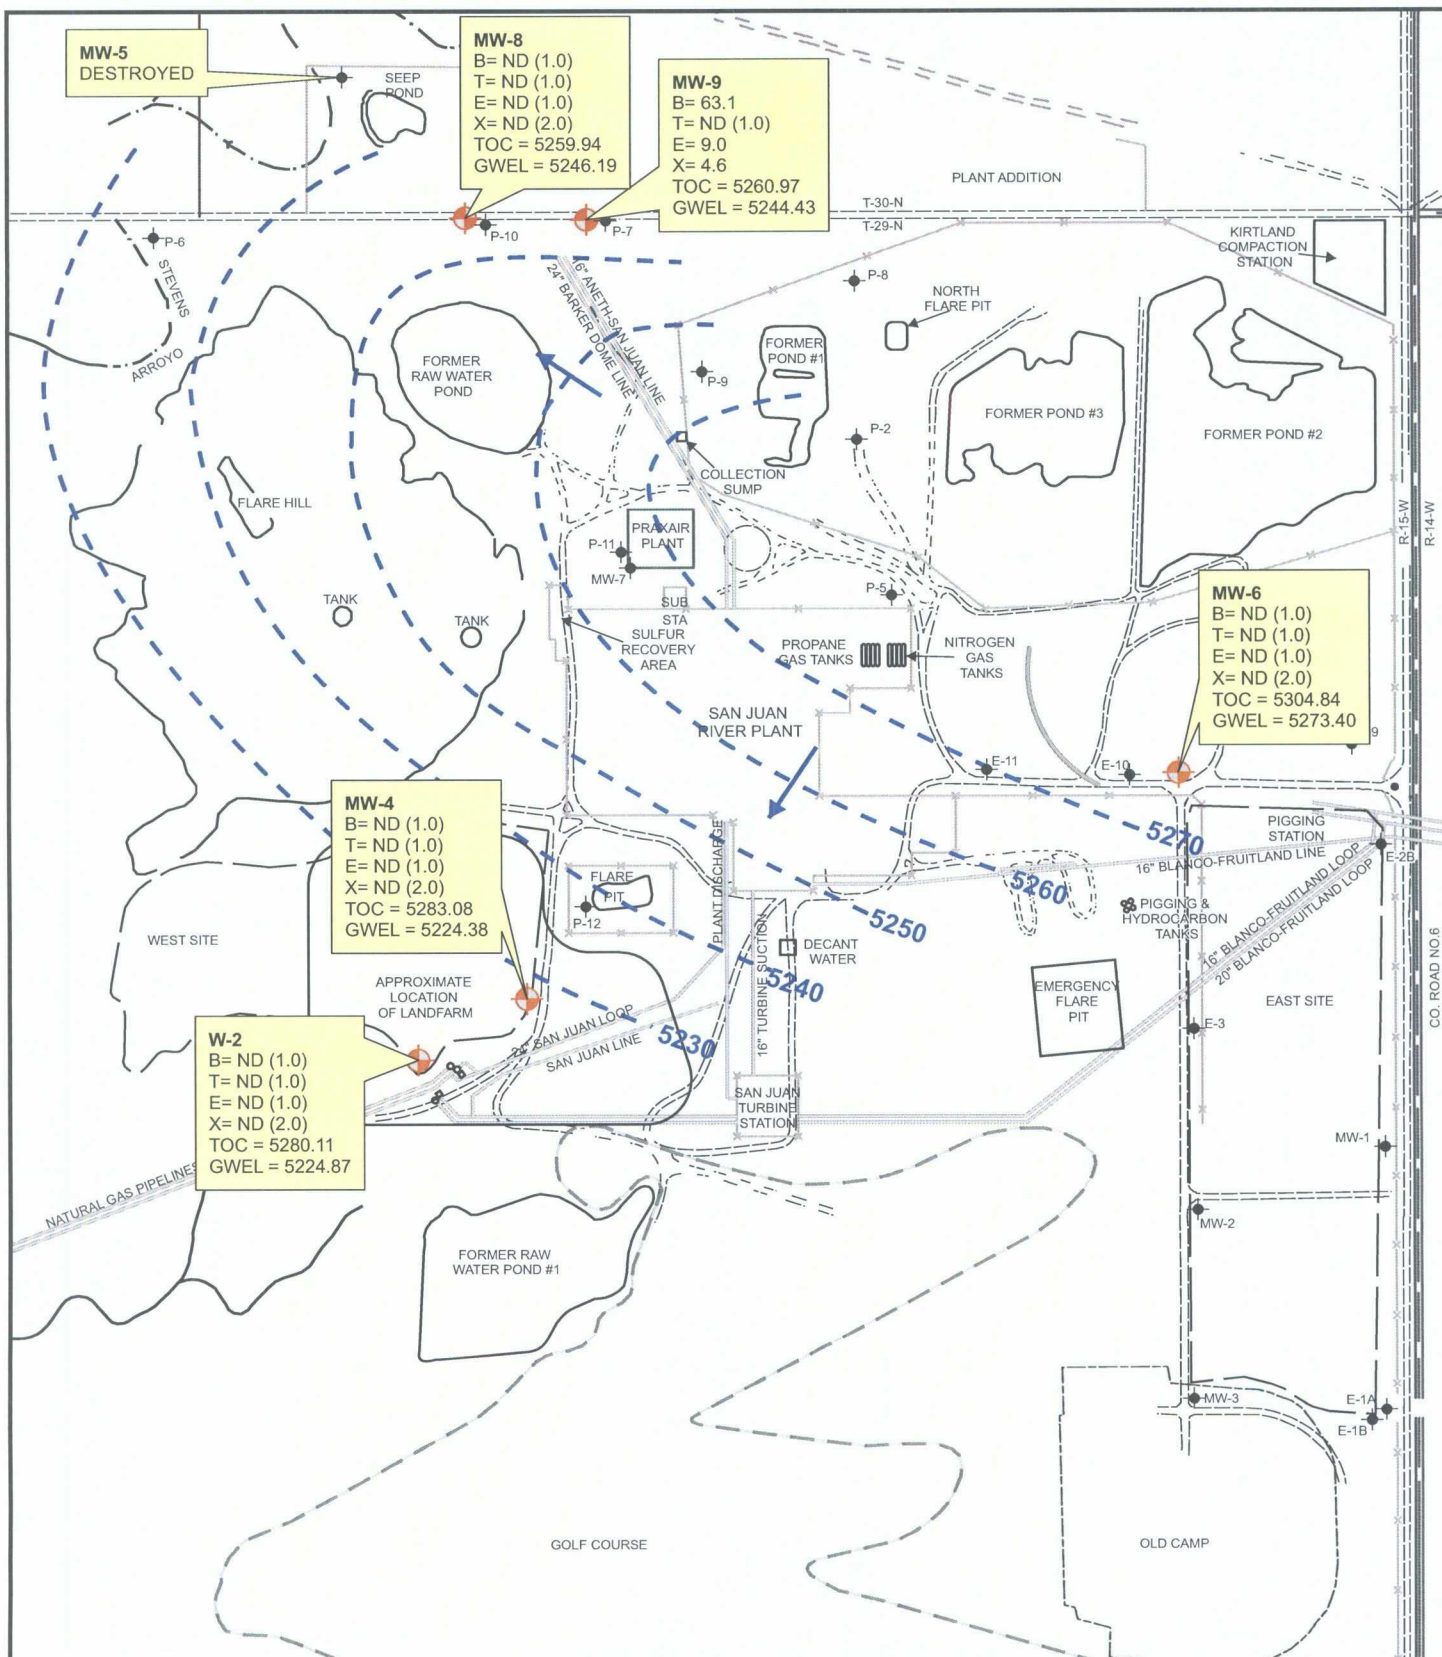 MW-5
DESTROYED
SEEP
POND
MW-8
B= ND (1.0)
T= ND (1.0)
E= ND (1.0)
X= ND (2.0)
TOC = 5259.94
GWEL = 5246.19
MW-9
B= 63.1
T= ND (1.0)
E= 9.0
X= 4.6
TOC = 5260.97
GWEL = 5244.43
PLANT ADDITION
T-30-N
T-29-N
P-6
P-10
P-7
KIRTLAND
COMPACTION
STATION
STEVENS
ARROYO
P-8
NORTH
FLARE PIT
16" ANETH-SAN JUAN LINE
24" BARKER DOME LINE
FORMER
RAW WATER
POND
FORMER
POND #1
P-9
P-2
FORMER POND #3
FORMER POND #2
COLLECTION
SUMP
FLARE HILL
R-15-W
R-14-W
PRAXAIR
PLANT
P-11
MW-7
P-5
TANK
TANK
SUB
STA
SULFUR
RECOVERY
AREA
PROPANE
GAS TANKS
NITROGEN
GAS
TANKS
MW-6
B= ND (1.0)
T= ND (1.0)
E= ND (1.0)
X= ND (2.0)
TOC = 5304.84
GWEL = 5273.40
SAN JUAN
RIVER PLANT
9
E-11
E-10
MW-4
B= ND (1.0)
T= ND (1.0)
E= ND (1.0)
X= ND (2.0)
TOC = 5283.08
GWEL = 5224.38
PIGGING
STATION
5270
16" BLANCO-FRUITLAND LINE
E-2B
FLARE
PIT
P-12
PLANT DISCHARGE
5260
PIGGING &
HYDROCARBON
TANKS
16" BLANCO-FRUITLAND LOOP
20" BLANCO-FRUITLAND LOOP
5250
WEST SITE
DECANT
WATER
16" TURBINE SUCTION
5240
APPROXIMATE
LOCATION
OF LANDFARM
EMERGENCY
FLARE
PIT
EAST SITE
CO. ROAD NO.6
W-2
B= ND (1.0)
T= ND (1.0)
E= ND (1.0)
X= ND (2.0)
TOC = 5280.11
GWEL = 5224.87
24" SAN JUAN LOOP
SAN JUAN LINE
5230
E-3
SAN JUAN
TURBINE
STATION
MW-1
NATURAL GAS PIPELINES
MW-2
FORMER RAW
WATER POND #1
MW-3
E-1A
E-1B
GOLF COURSE
OLD CAMP